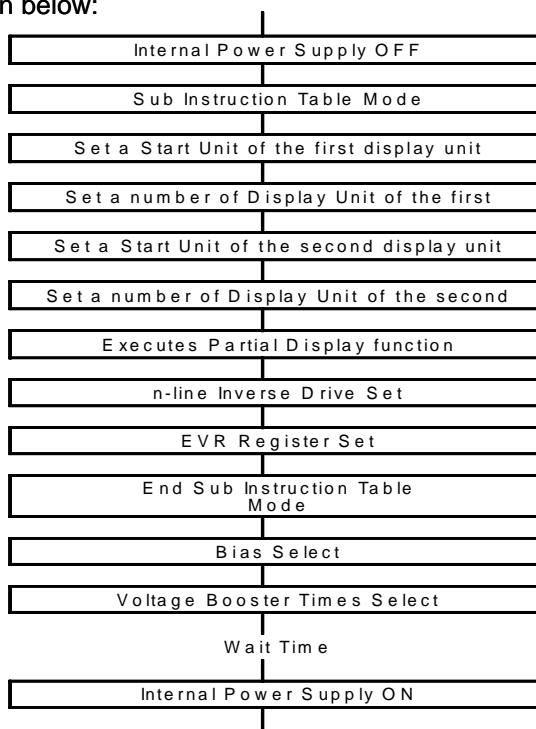 n below:
Internal Power Supply OFF
Sub Instruction Table Mode
Set a Start Unit of the first display unit
Set a number of Display Unit of the first
Set a Start Unit of the second display unit
Set a number of Display Unit of the second
Executes Partial Display function
n-line Inverse Drive Set
EVR Register Set
End Sub Instruction Table
Mode
Bias Select
Voltage Booster Times Select
Wait Time
Internal Power Supply ON